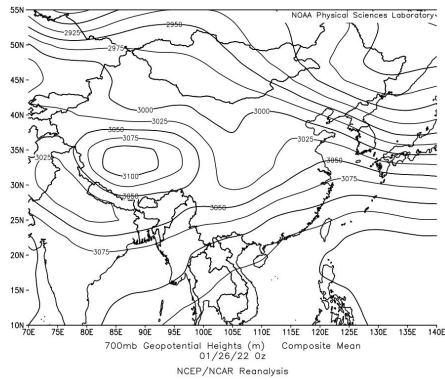 NOAA Physical Sciences Laboratory
55N
50N
45N
40N
35N
30N
25N
20N
15N
10N
2925
2950
2975
3000
3000
3025
3050
3075
3100
3025
3025
3050
3050
3050
3075
3075
70E 75E 80E 85E 90E 95E 100E 105E 110E 115E 120E 125E 130E 135E 140E
700mb Geopotential Heights (m) Composite Mean
01/26/22 0z
NCEP/NCAR Reanalysis